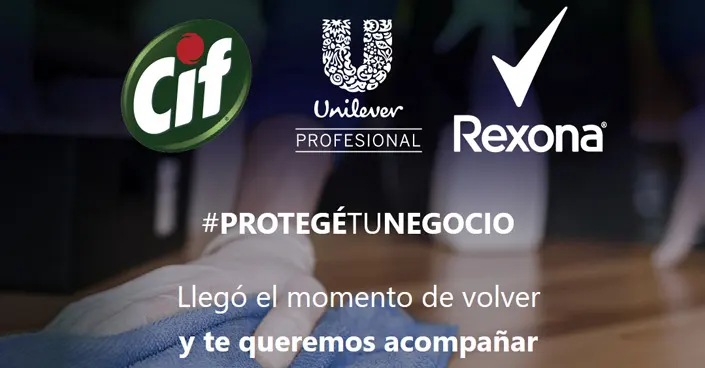 Cif
Unilever
PROFESIONAL
Rexona®
#PROTEGÉTUNEGOCIO
Llegó el momento de volver
y te queremos acompañar